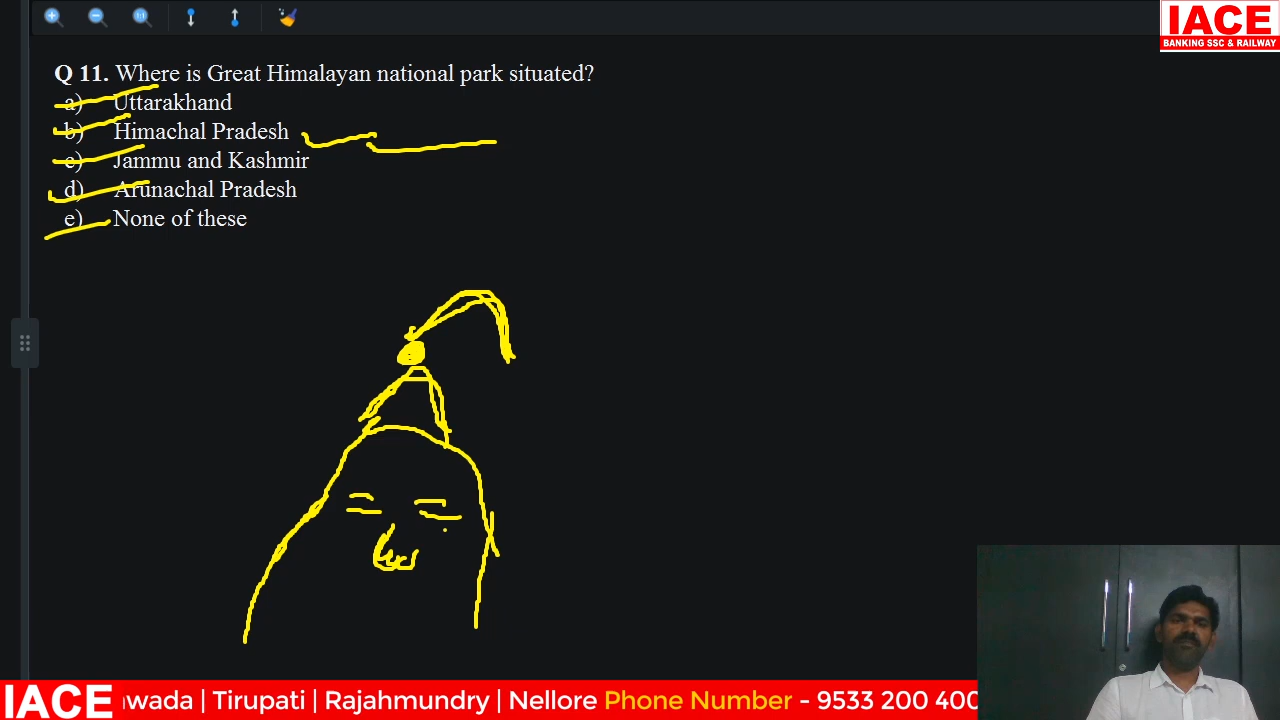 IACE
BANKING SSC & RAILWAY
Q 11. Where is Great Himalayan national park situated?
a) Uttarakhand
b) Himachal Pradesh
c) Jammu and Kashmir
d) Arunachal Pradesh
e) None of these
IACE
| Tirupati | Rajahmundry | Nellore Phone Number - 9533 200 400